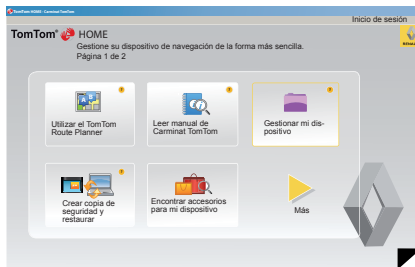 TomTom HOME - Carminat TomTom
Inicio de sesión
TomTom HOME
Gestione su dispositivo de navegación de la forma más sencilla.
Página 1 de 2
Utilizar el TomTom
Route Planner
Leer manual de
Carminat TomTom
Gestionar mi dis-
positivo
Crear copia de
seguridad y
restaurar
Encontrar accesorios
para mi dispositivo
Más
RENAULT